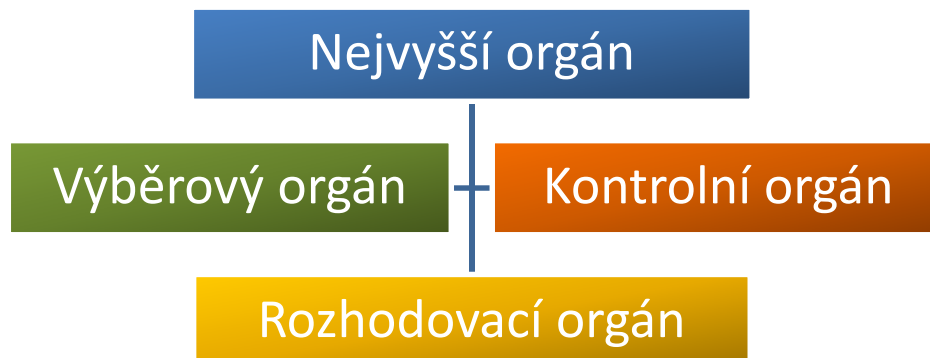 Nejvyšší orgán
Výběrový orgán
Kontrolní orgán
Rozhodovací orgán